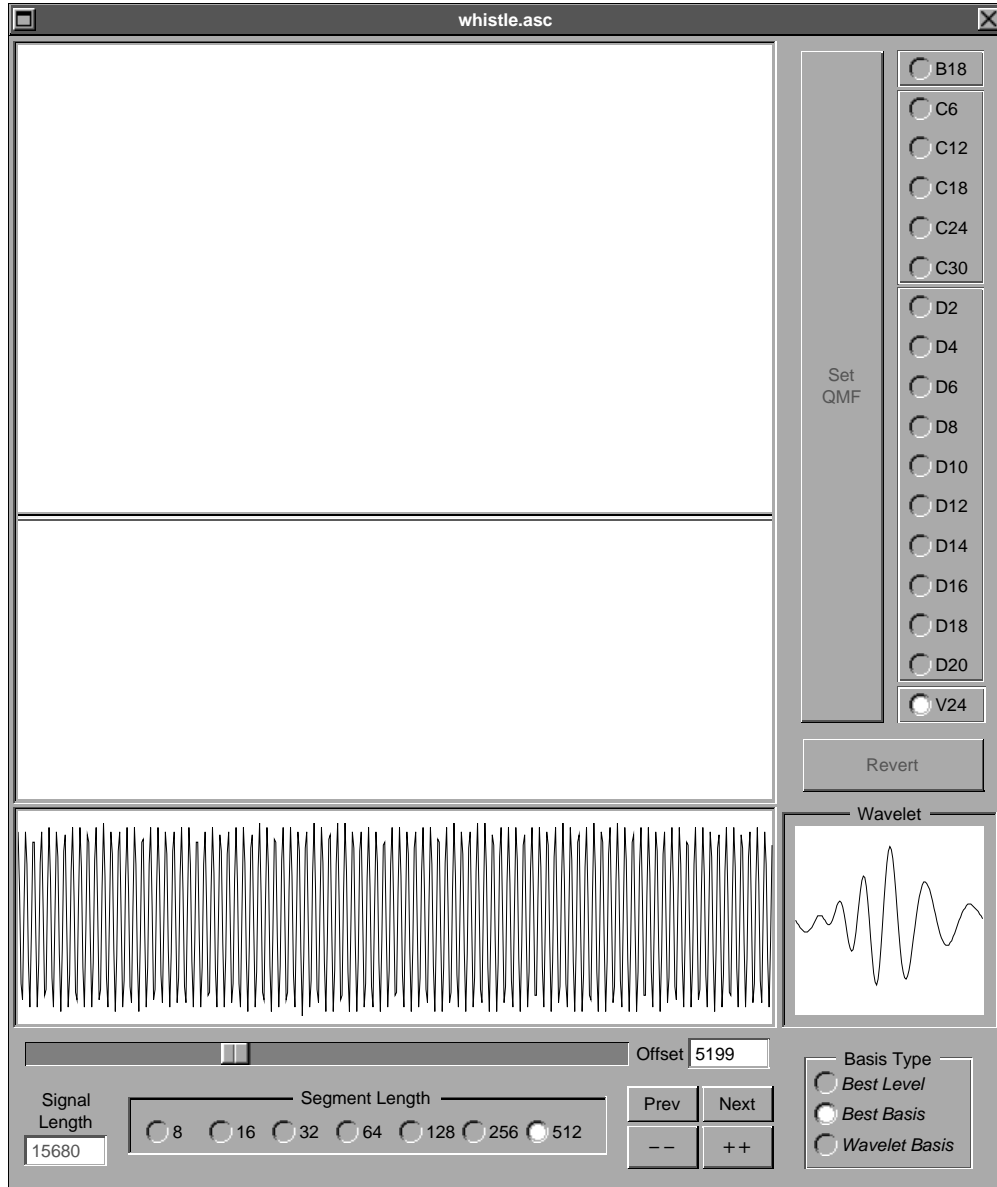 whistle.asc
B18
C6
C12
C18
C24
C30
D2
D4
D6
D8
D10
D12
D14
D16
D18
D20
V24
Set
QMF
Revert
Wavelet
Offset 5199
Basis Type
Best Level
Best Basis
Wavelet Basis
Signal
Length
15680
Segment Length
8 16 32 64 128 256 512
Prev Next
-- ++